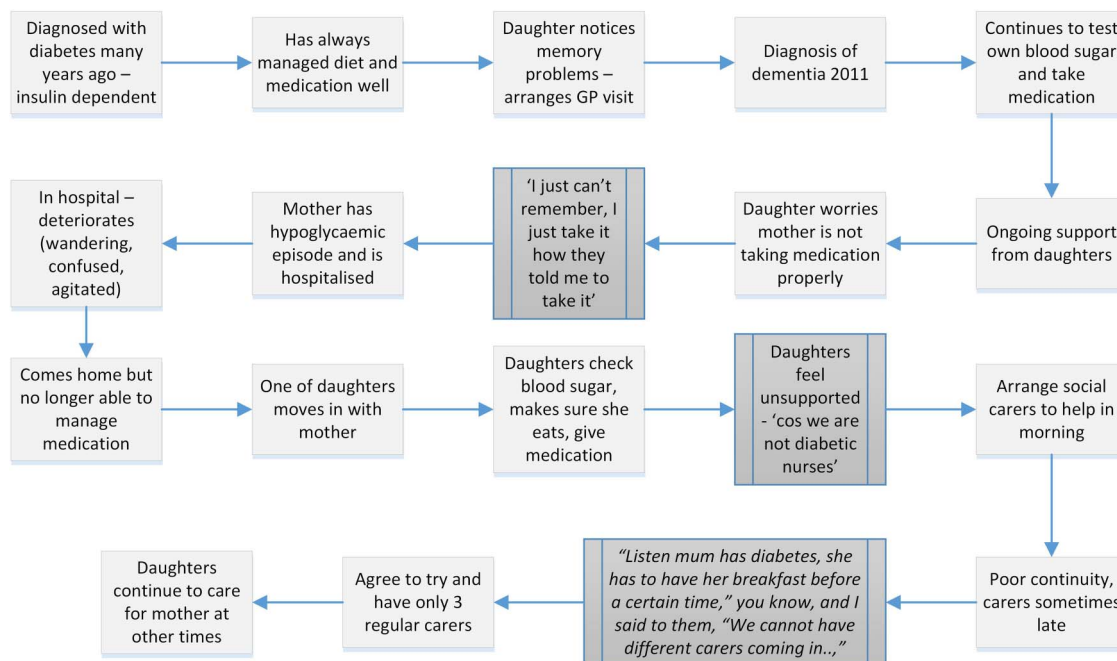 Diagnosed with
diabetes many
years ago –
insulin dependent
Has always
managed diet and
medication well
Daughter notices
memory
problems –
arranges GP visit
Diagnosis of
dementia 2011
Continues to test
own blood sugar
and take
medication
Ongoing support
from daughters
Daughter worries
mother is not
taking medication
properly
‘I just can’t
remember, I
just take it
how they
told me to
take it’
Mother has
hypoglycaemic
episode and is
hospitalised
In hospital –
deteriorates
(wandering,
confused,
agitated)
Comes home but
no longer able to
manage
medication
One of daughters
moves in with
mother
Daughters check
blood sugar,
makes sure she
eats, give
medication
Daughters
feel
unsupported
- ‘cos we are
not diabetic
nurses’
Arrange social
carers to help in
morning
Poor continuity,
carers sometimes
late
“Listen mum has diabetes, she
has to have her breakfast before
a certain time,” you know, and I
said to them, “We cannot have
different carers coming in..,”
Agree to try and
have only 3
regular carers
Daughters
continue to care
for mother at
other times